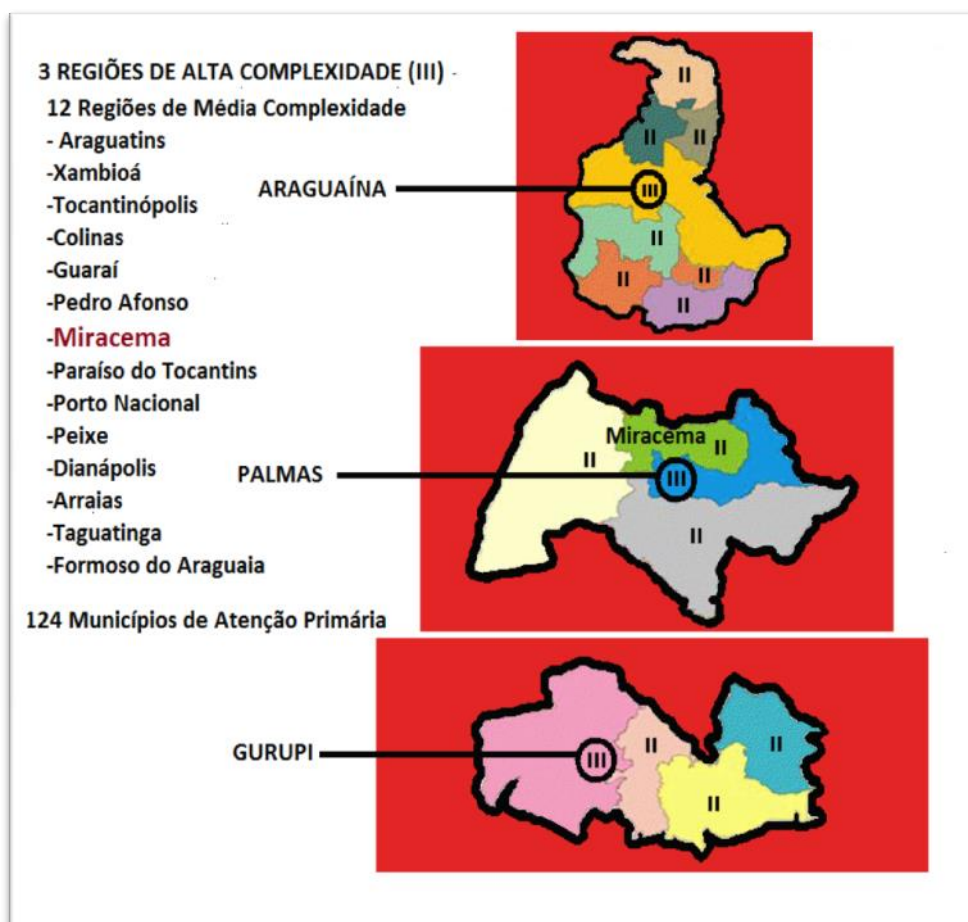 3 REGIÕES DE ALTA COMPLEXIDADE (III) -
12 Regiões de Média Complexidade
- Araguatins
-Xambioá
-Tocantinópolis
-Colinas
-Guaraí
-Pedro Afonso
-Miracema
-Paraíso do Tocantins
-Porto Nacional
-Peixe
-Dianápolis
-Arraias
-Taguatinga
-Formoso do Araguaia
124 Municípios de Atenção Primária
ARAGUAÍNA
II
II
II
III
II
II
II
II
PALMAS
Miracema
II
II
III
II
GURUPI
II
II
III
II